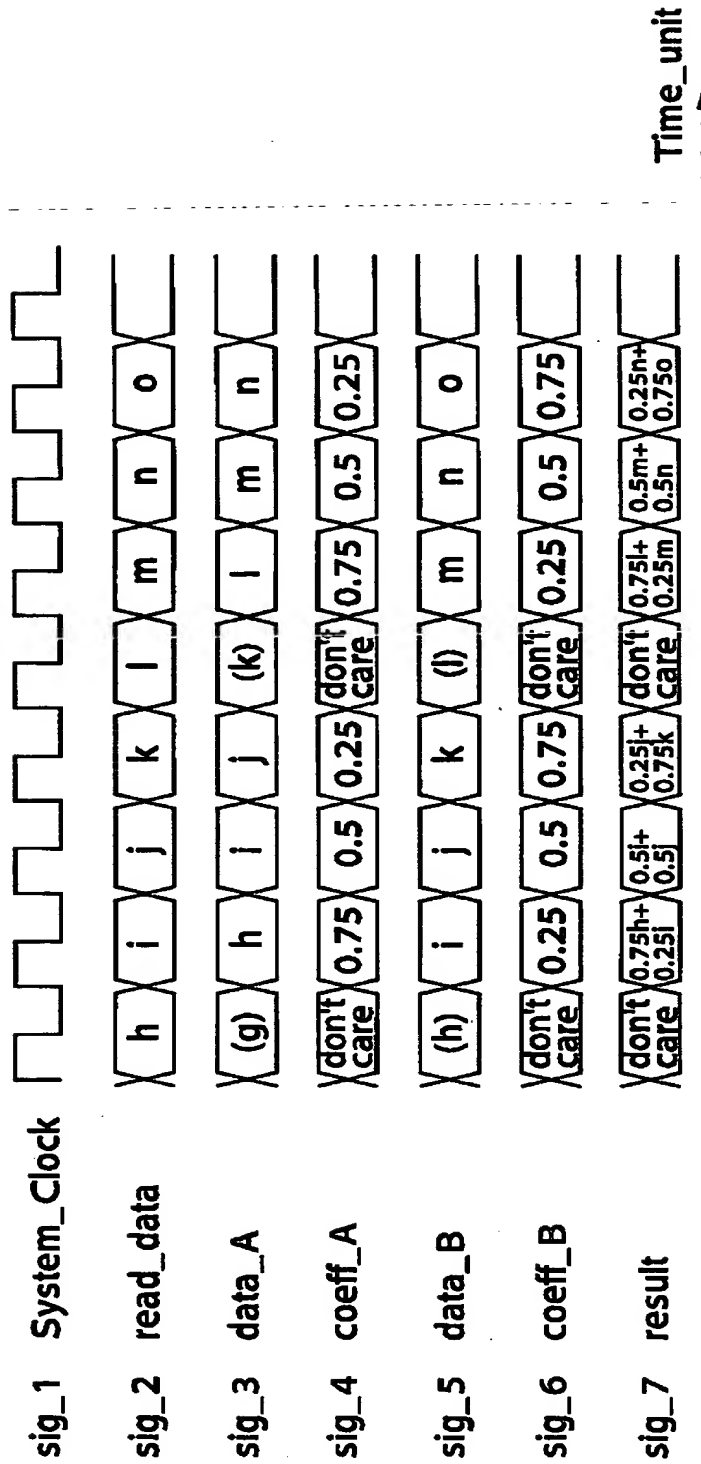 sig_1 System_Clock
sig_2 read_data h i j k l m n o
sig_3 data_A (g) h i j (k) l m n
sig_4 coeff_A don't care 0.75 0.5 0.25 don't care 0.75 0.5 0.25
sig_5 data_B (h) i j k (l) m n o
sig_6 coeff_B don't care 0.25 0.5 0.75 don't care 0.25 0.5 0.75
sig_7 result don't care 0.75h+ 0.25i 0.5i+ 0.5j 0.25j+ 0.75k don't care 0.75l+ 0.25m 0.5m+ 0.5n 0.25n+ 0.75o
Time_unit